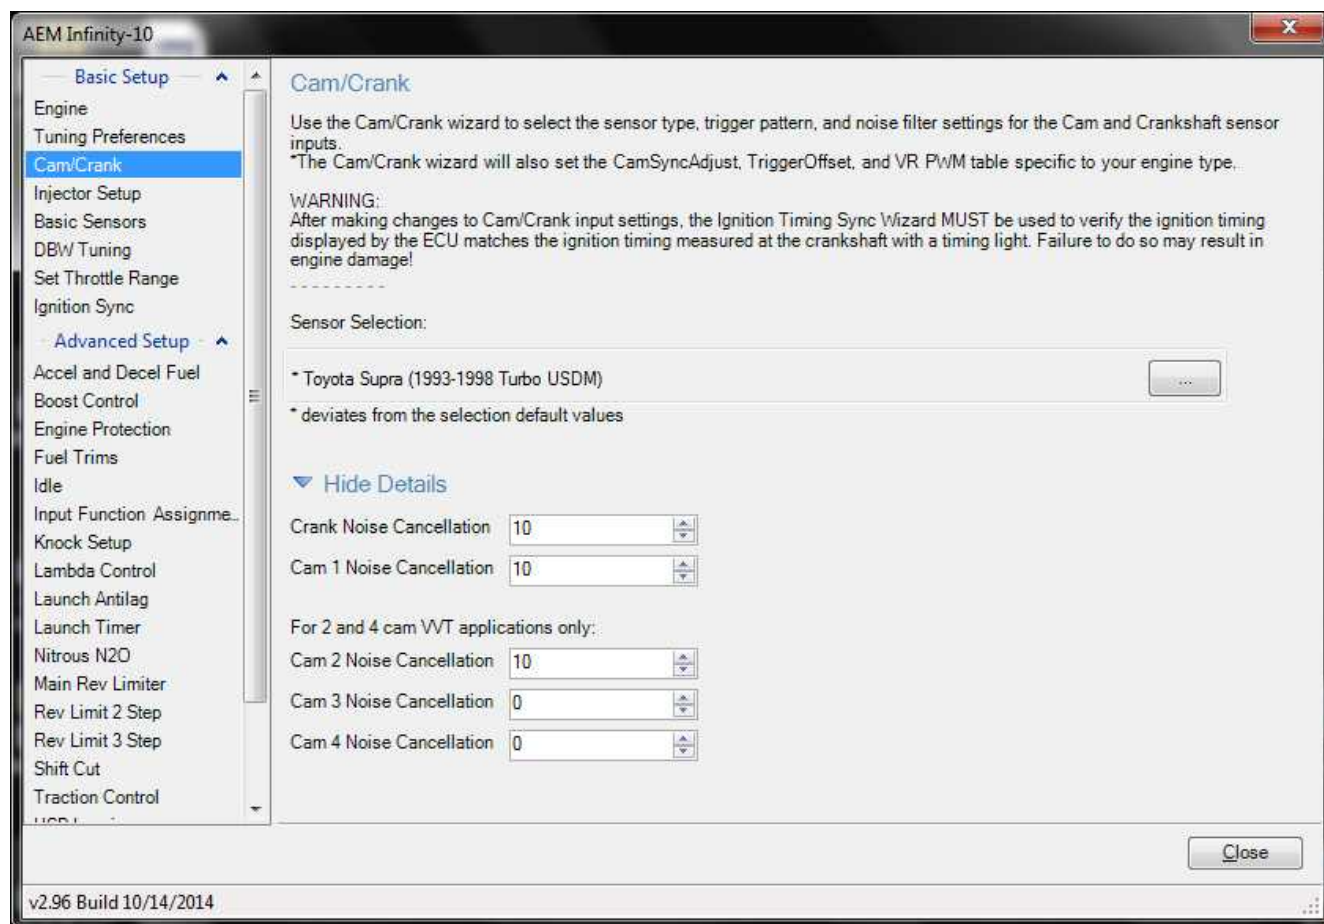 AEM Infinity-10
Basic Setup
Engine
Tuning Preferences
Cam/Crank
Injector Setup
Basic Sensors
DBW Tuning
Set Throttle Range
Ignition Sync
Advanced Setup
Accel and Decel Fuel
Boost Control
Engine Protection
Fuel Trims
Idle
Input Function Assignme..
Knock Setup
Lambda Control
Launch Antilag
Launch Timer
Nitrous N2O
Main Rev Limiter
Rev Limit 2 Step
Rev Limit 3 Step
Shift Cut
Traction Control
Cam/Crank
Use the Cam/Crank wizard to select the sensor type, trigger pattern, and noise filter settings for the Cam and Crankshaft sensor
inputs.
*The Cam/Crank wizard will also set the CamSyncAdjust, TriggerOffset, and VR PWM table specific to your engine type.
WARNING:
After making changes to Cam/Crank input settings, the Ignition Timing Sync Wizard MUST be used to verify the ignition timing
displayed by the ECU matches the ignition timing measured at the crankshaft with a timing light. Failure to do so may result in
engine damage!
- - - - - - - - -
Sensor Selection:
* Toyota Supra (1993-1998 Turbo USDM)
...
* deviates from the selection default values
Hide Details
Crank Noise Cancellation 10
Cam 1 Noise Cancellation 10
For 2 and 4 cam VVT applications only:
Cam 2 Noise Cancellation 10
Cam 3 Noise Cancellation 0
Cam 4 Noise Cancellation 0
Close
v2.96 Build 10/14/2014